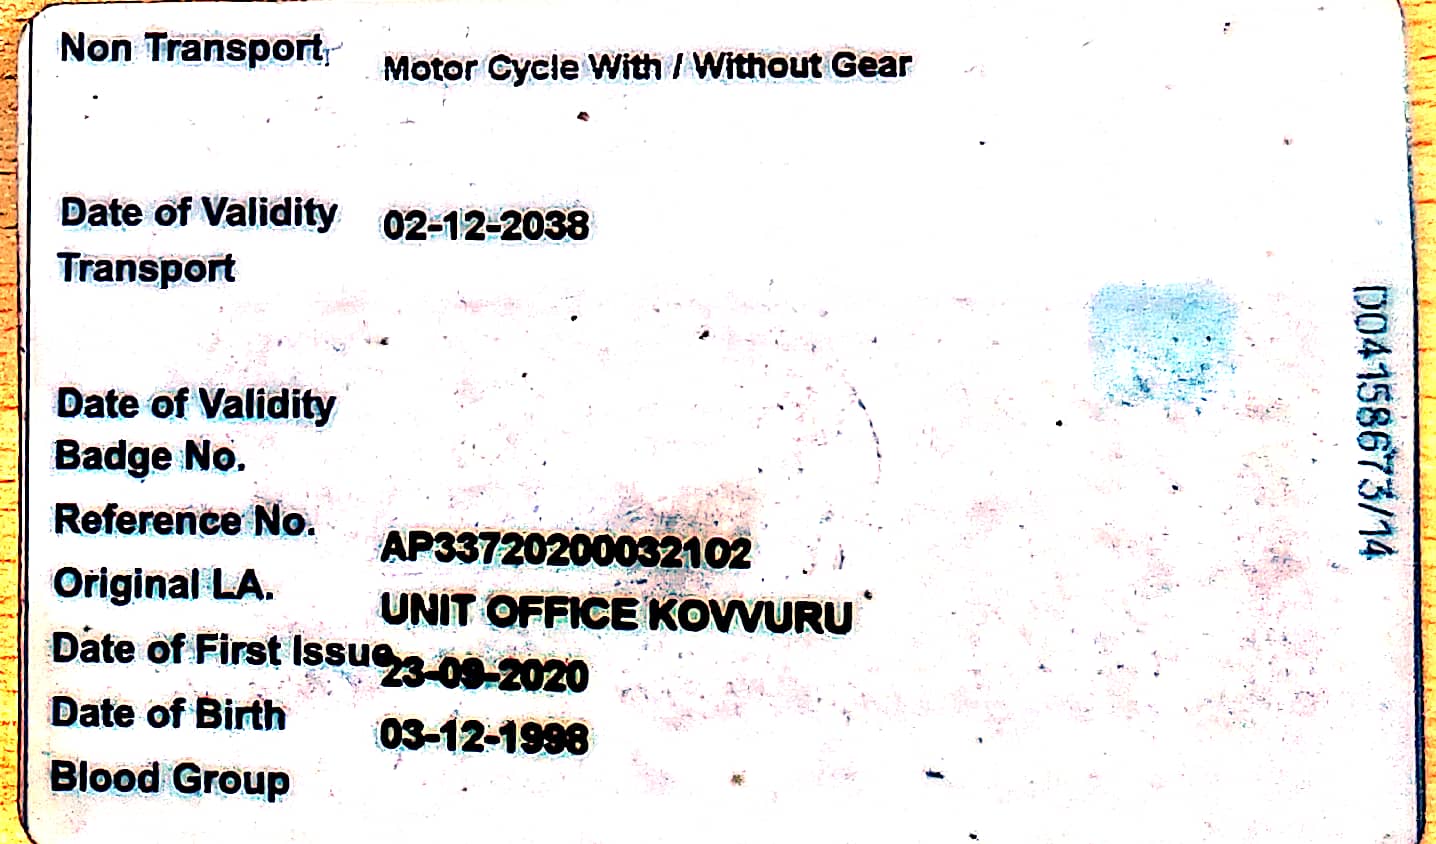 Non Transport
Motor Cycle With / Without Gear
Date of Validity 02-12-2038
Transport
Date of Validity
Badge No.
Reference No. AP33720200032102
Original LA. UNIT OFFICE KOVVURU
Date of First Issue 23-09-2020
Date of Birth 03-12-1998
Blood Group
D04158673/14